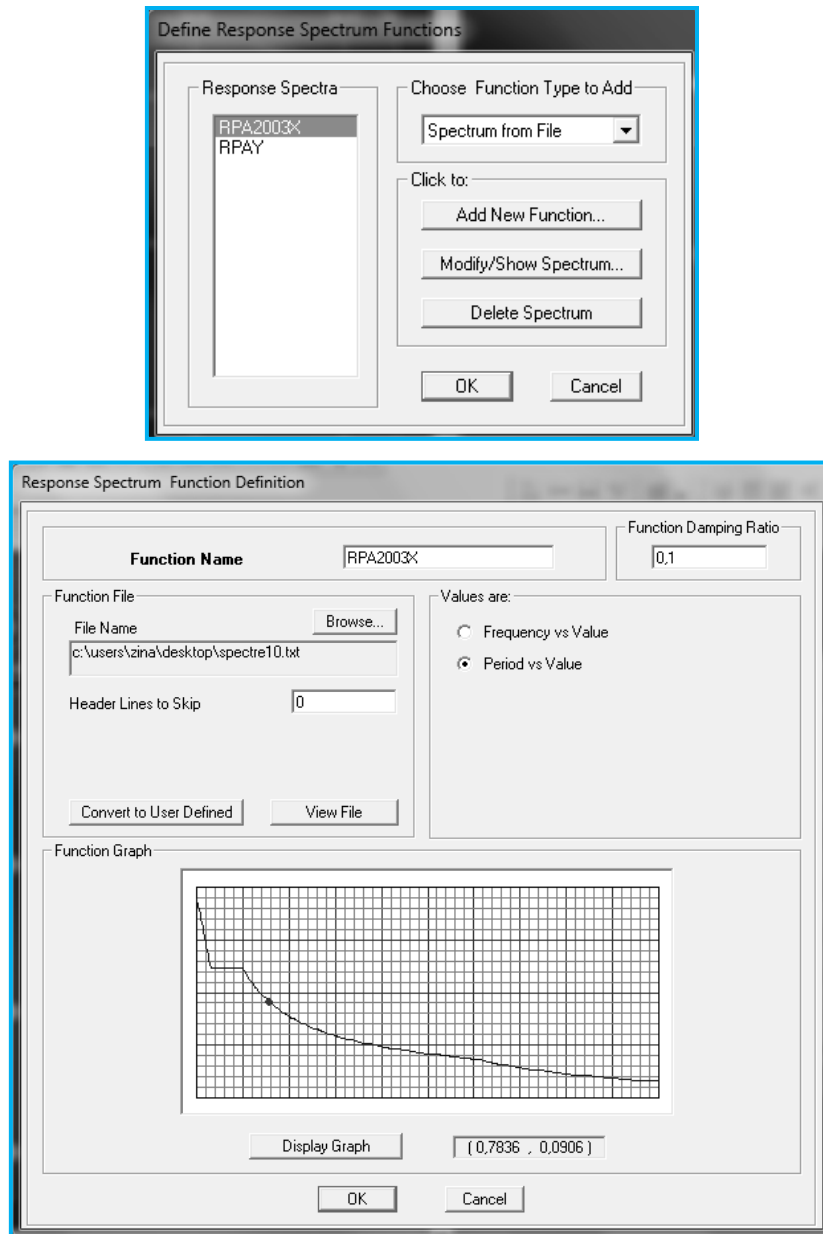 Define Response Spectrum Functions
Response Spectra
RPA2003X
RPAY
Choose Function Type to Add
Spectrum from File
Click to:
Add New Function...
Modify/Show Spectrum...
Delete Spectrum
OK
Cancel
Response Spectrum Function Definition
Function Name
RPA2003X
Function Damping Ratio
0,1
Function File
File Name
Browse...
c:\users\zina\desktop\spectre10.txt
Header Lines to Skip
0
Convert to User Defined
View File
Values are:
Frequency vs Value
Period vs Value
Function Graph
Display Graph
( 0,7836 , 0,0906 )
OK
Cancel